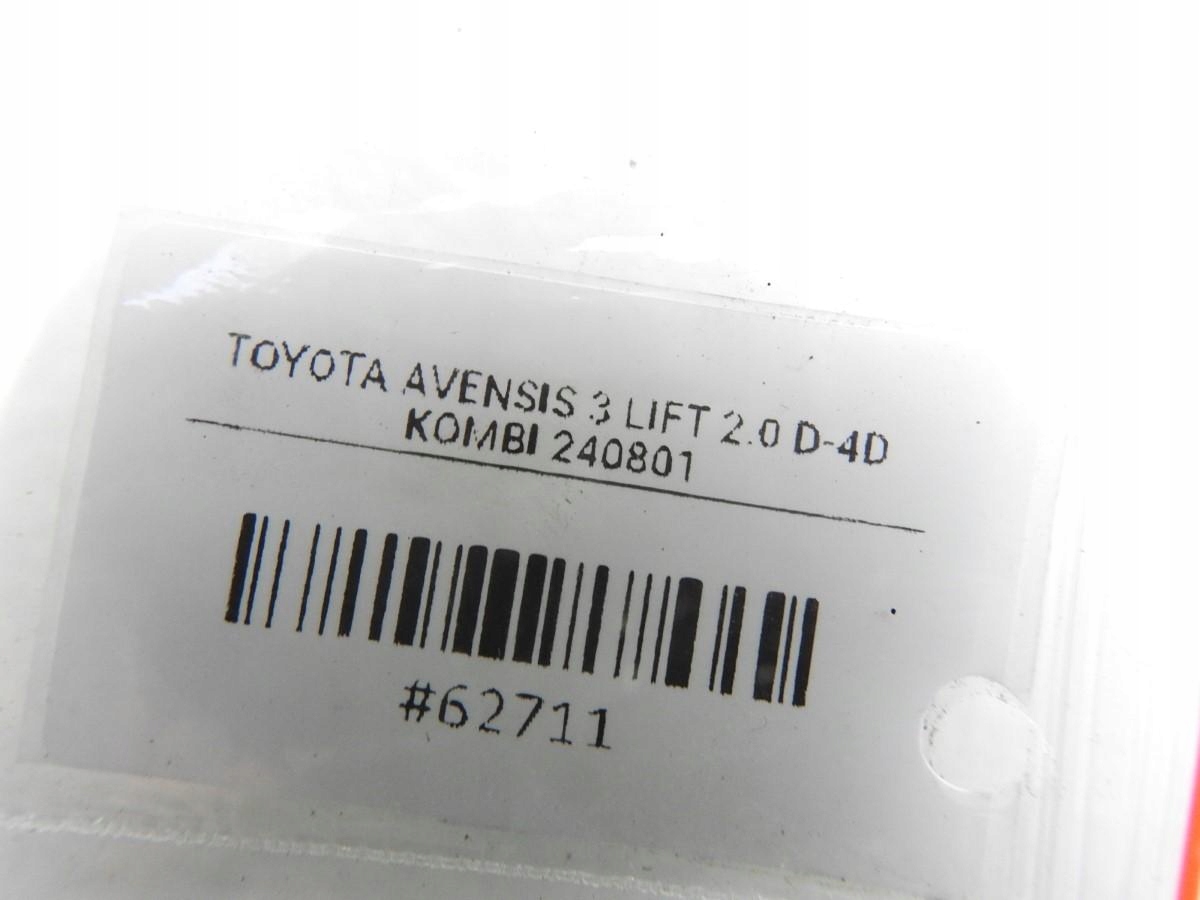 TOYOTA AVENSIS 3 LIFT 2.0 D-4D
KOMBI 240801
#62711